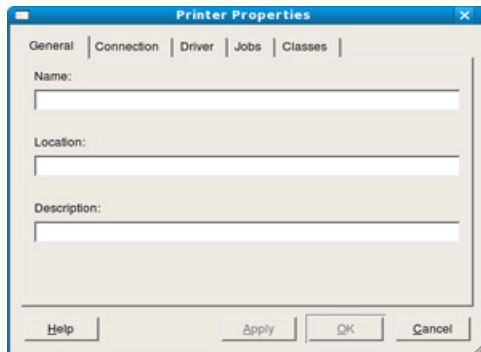 Printer Properties
General Connection Driver Jobs Classes
Name:
Location:
Description:
Help Apply OK Cancel